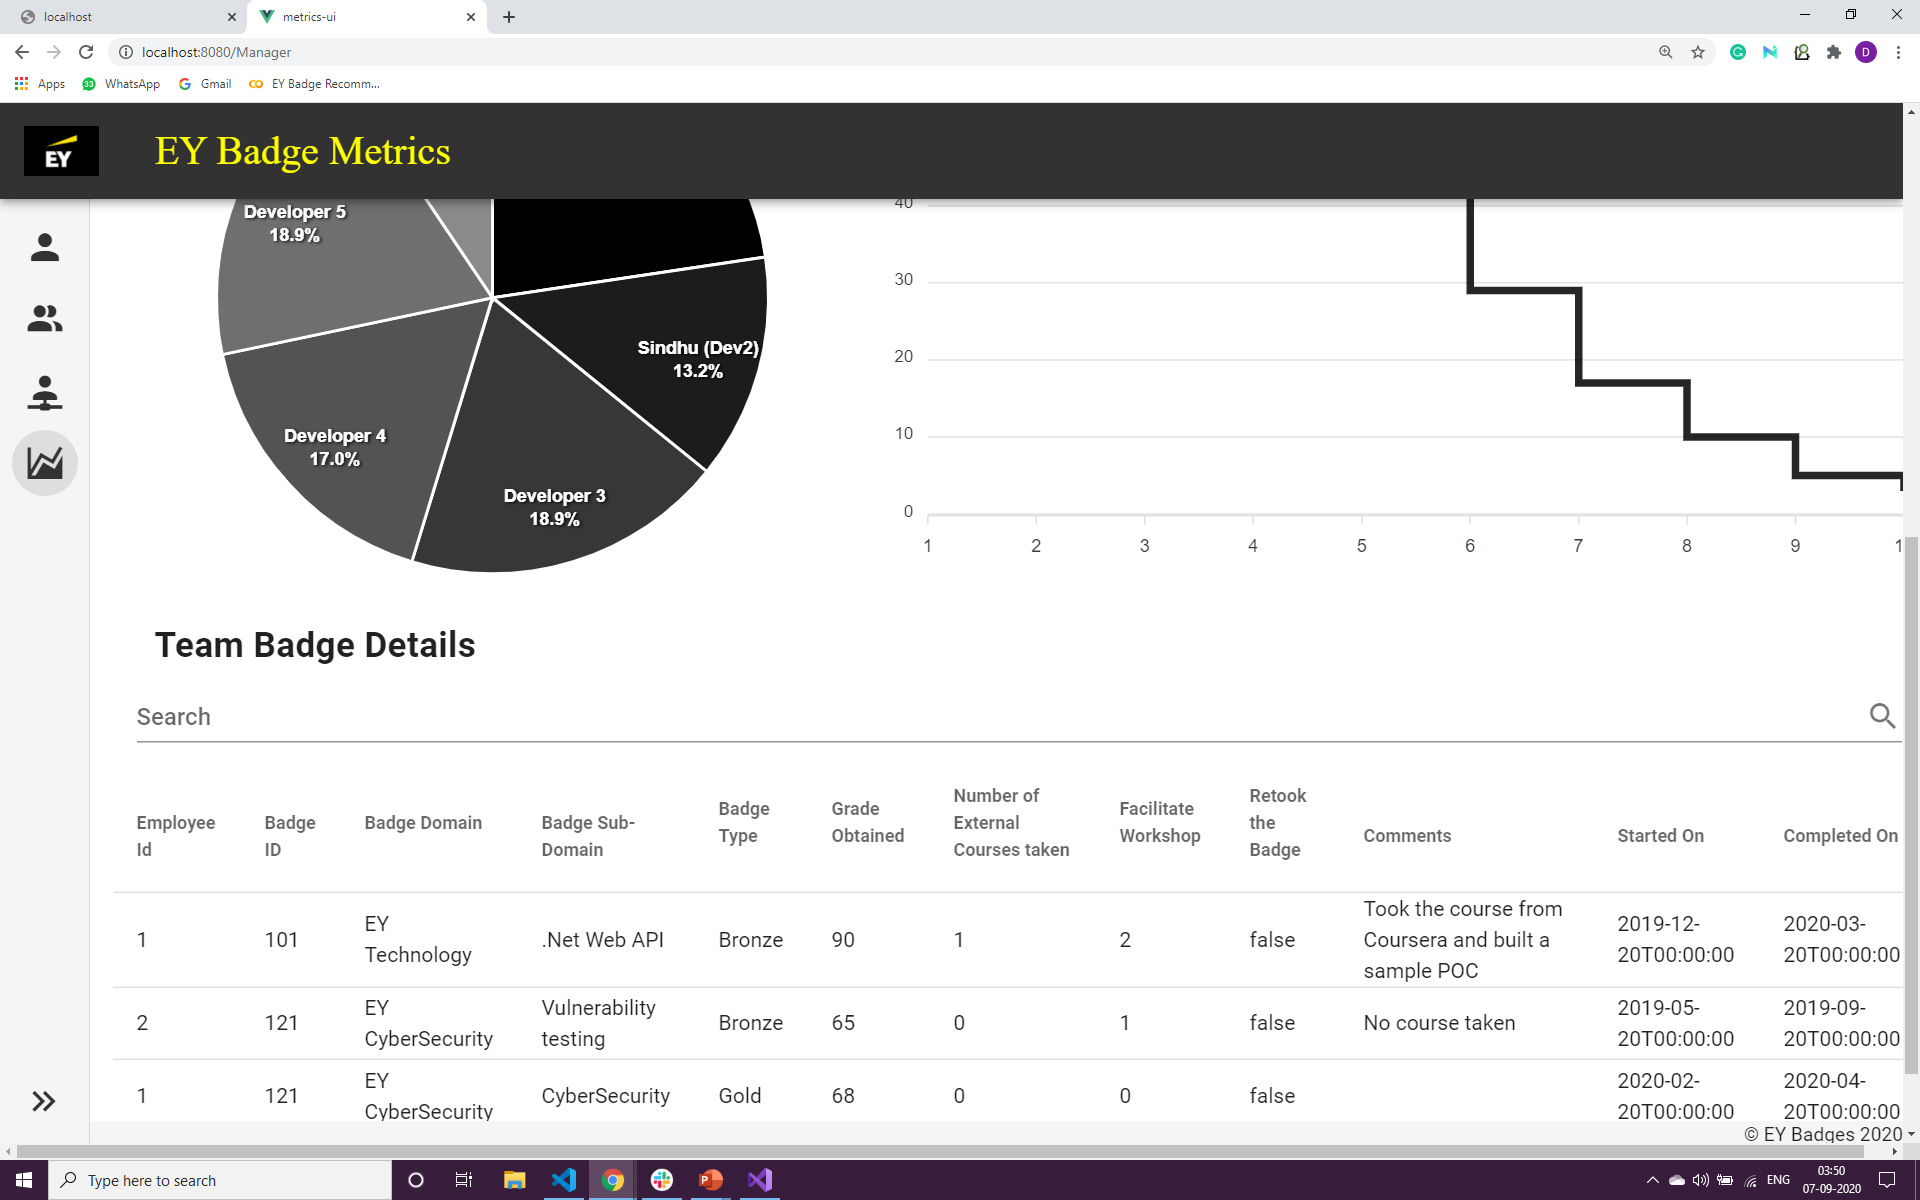 localhost
metrics-ui
localhost:8080/Manager
D
Apps
33
WhatsApp
Gmail
EY Badge Recomm...
EY
EY Badge Metrics
Developer 5
18.9%
Sindhu (Dev2)
13.2%
Developer 4
17.0%
Developer 3
18.9%
40
30
20
10
0
1 2 3 4 5 6 7 8 9 1
Team Badge Details
Search
Employee Id
Badge ID
Badge Domain
Badge Sub-Domain
Badge Type
Grade Obtained
Number of External Courses taken
Facilitate Workshop
Retook the Badge
Comments
Started On
Completed On
1 101 EY Technology .Net Web API Bronze 90 1 2 false Took the course from Coursera and built a sample POC 2019-12-20T00:00:00 2020-03-20T00:00:00
2 121 EY CyberSecurity Vulnerability testing Bronze 65 0 1 false No course taken 2019-05-20T00:00:00 2019-09-20T00:00:00
1 121 EY CyberSecurity CyberSecurity Gold 68 0 0 false 2020-02-20T00:00:00 2020-04-20T00:00:00
© EY Badges 2020
Type here to search
ENG
03:50
07-09-2020